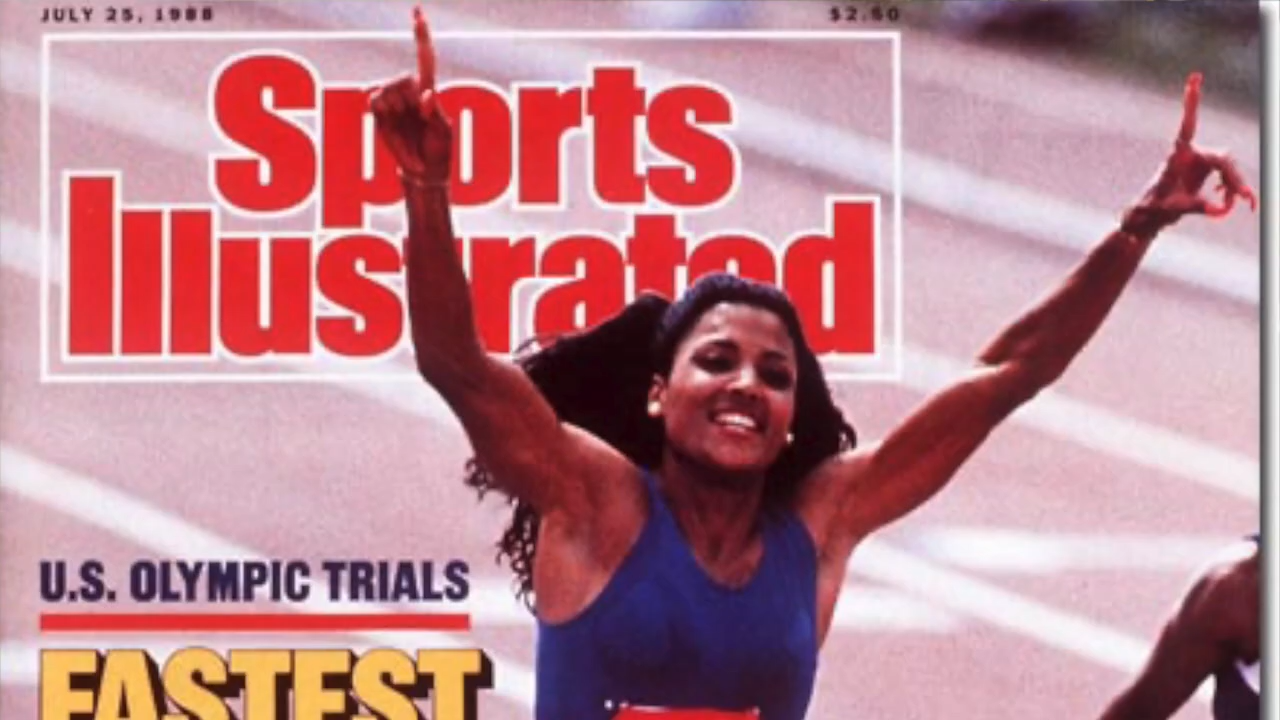 JULY 25, 1988 $2.50
Sports
Illustrated
U.S. OLYMPIC TRIALS
FASTEST